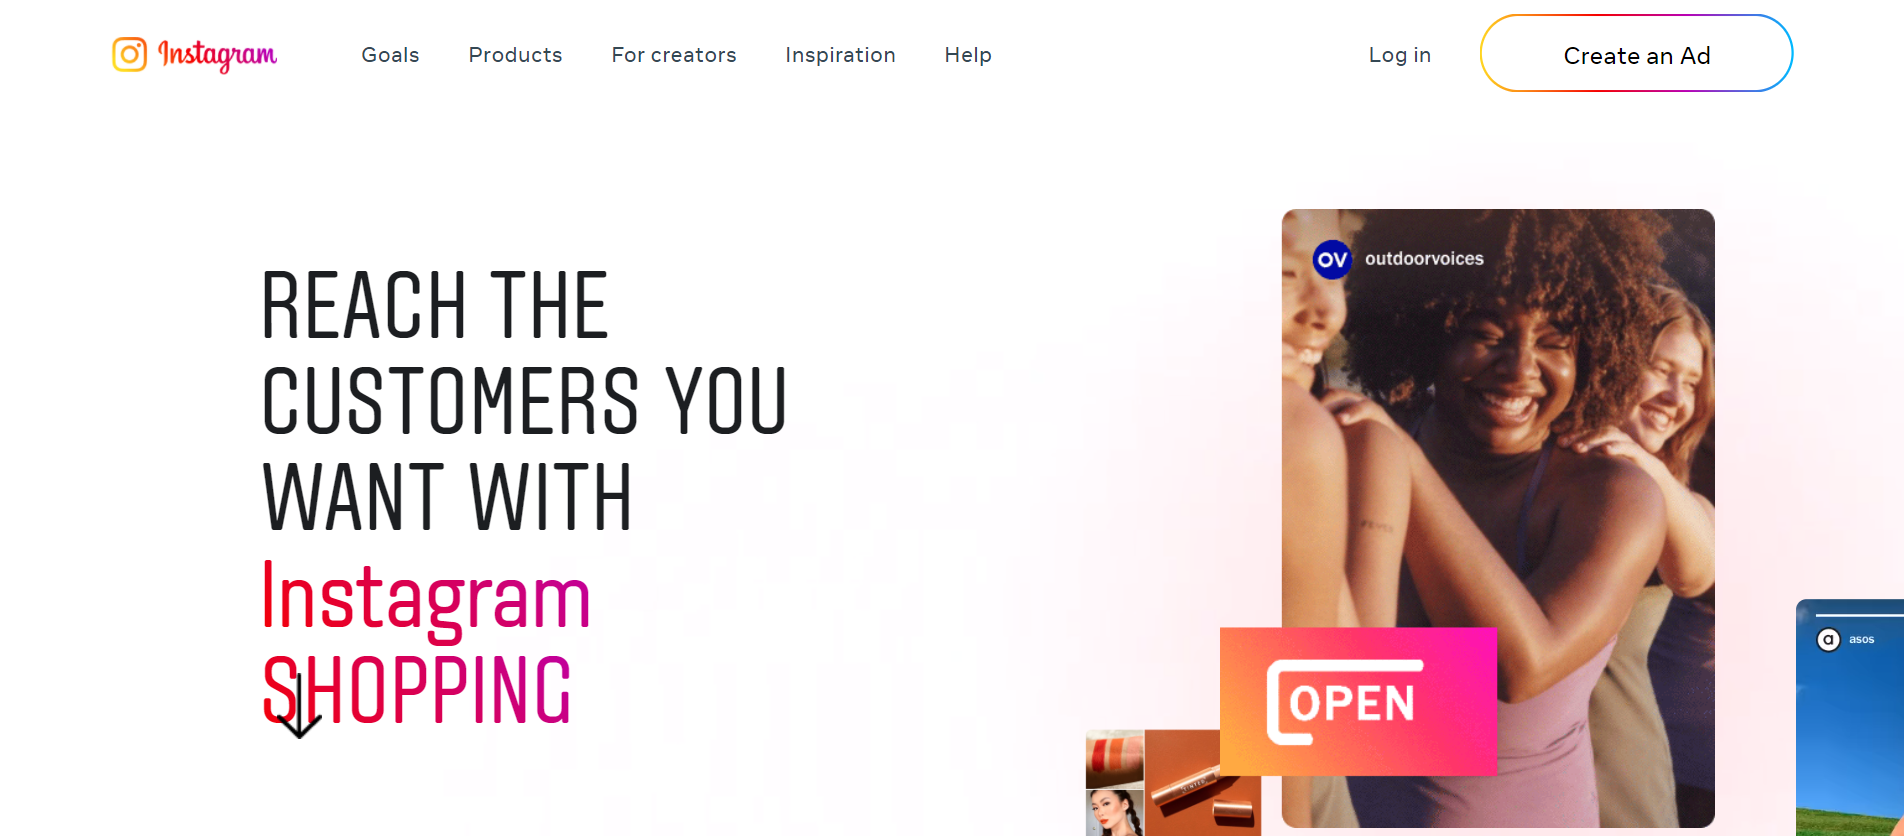 Instagram
Goals
Products
For creators
Inspiration
Help
Log in
Create an Ad
REACH THE
CUSTOMERS YOU
WANT WITH
Instagram
SHOPPING
OV outdoorvoices
OPEN
a asos